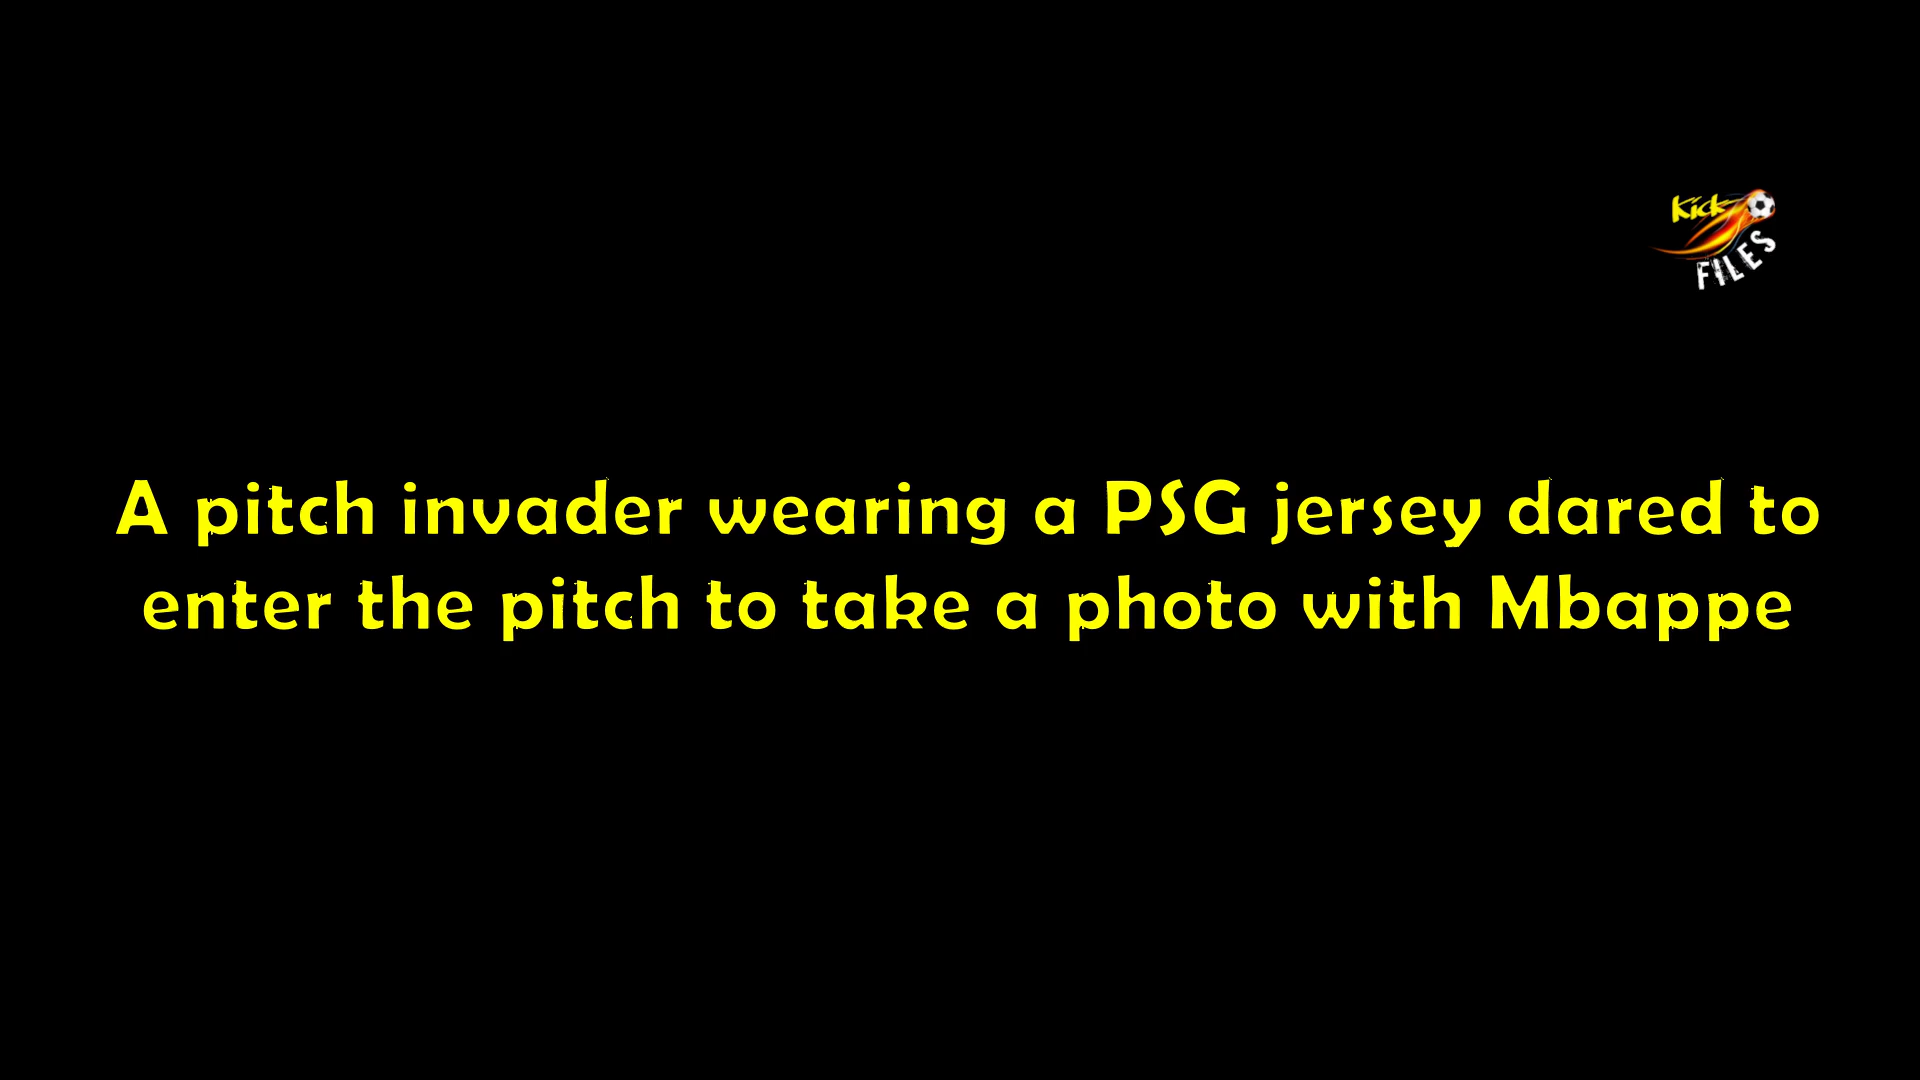 Kick
FILES
A pitch invader wearing a PSG jersey dared to
enter the pitch to take a photo with Mbappe